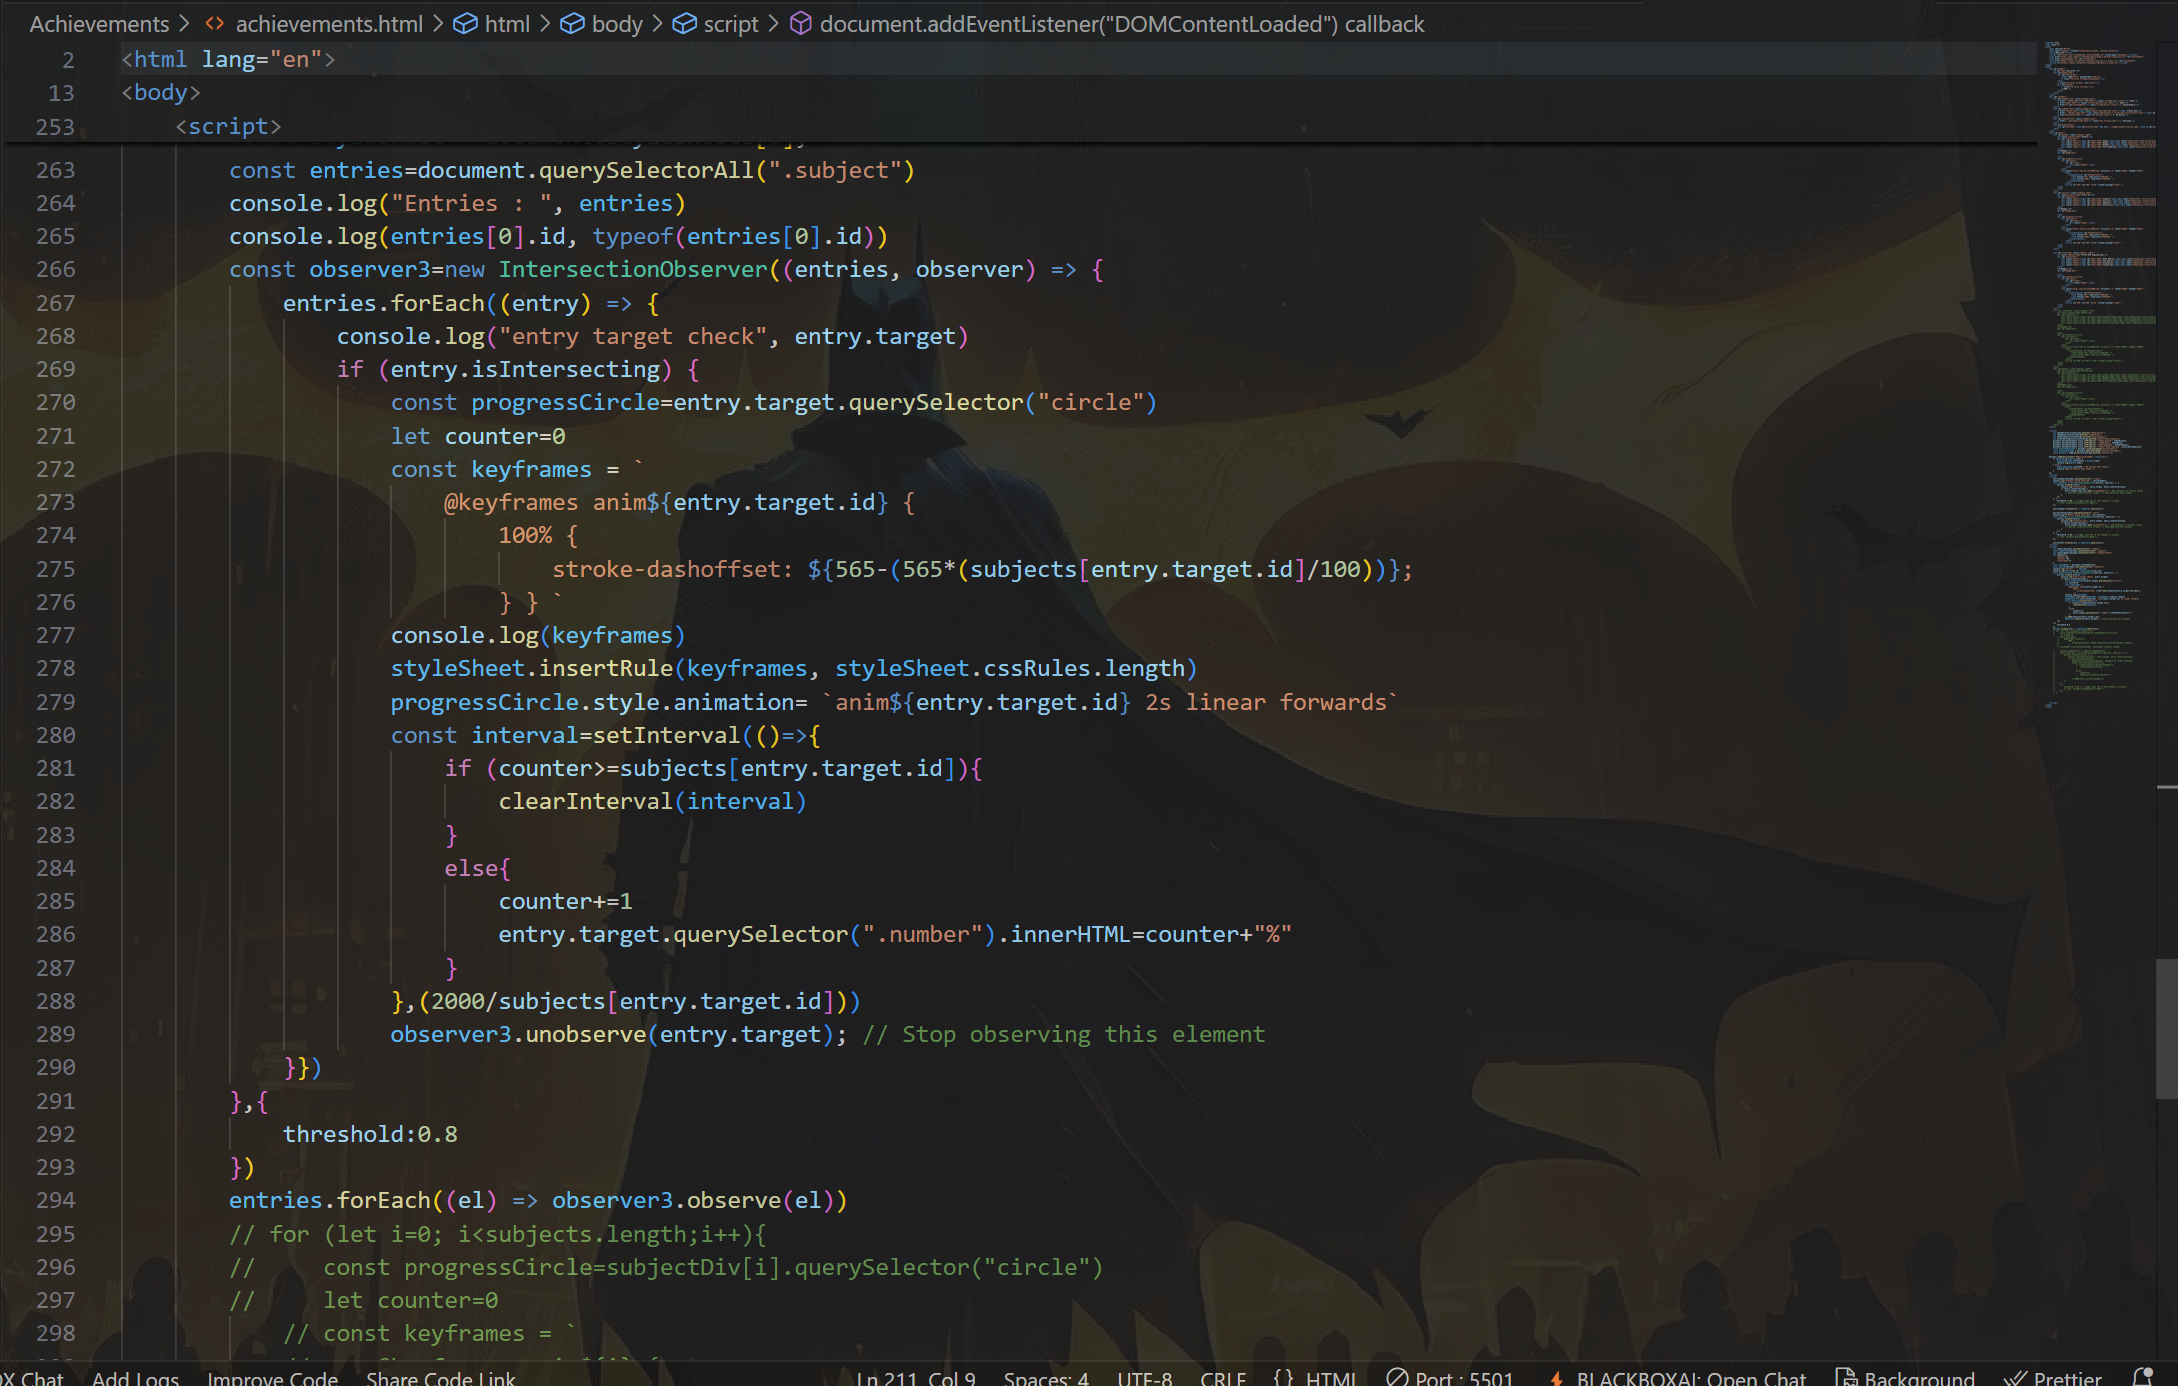 Achievements > <> achievements.html > html > body > script > document.addEventListener("DOMContentLoaded") callback
2 <html lang="en">
13 <body>
253 <script>
263 const entries=document.querySelectorAll(".subject")
264 console.log("Entries : ", entries)
265 console.log(entries[0].id, typeof(entries[0].id))
266 const observer3=new IntersectionObserver((entries, observer) => {
267 entries.forEach((entry) => {
268 console.log("entry target check", entry.target)
269 if (entry.isIntersecting) {
270 const progressCircle=entry.target.querySelector("circle")
271 let counter=0
272 const keyframes = `
273 @keyframes anim${entry.target.id} {
274 100% {
275 stroke-dashoffset: ${565-(565*(subjects[entry.target.id]/100))};
276 } } `
277 console.log(keyframes)
278 styleSheet.insertRule(keyframes, styleSheet.cssRules.length)
279 progressCircle.style.animation= `anim${entry.target.id} 2s linear forwards`
280 const interval=setInterval(()=>{
281 if (counter>=subjects[entry.target.id]){
282 clearInterval(interval)
283 }
284 else{
285 counter+=1
286 entry.target.querySelector(".number").innerHTML=counter+"%"
287 }
288 },(2000/subjects[entry.target.id]))
289 observer3.unobserve(entry.target); // Stop observing this element
290 }})
291 },{
292 threshold:0.8
293 })
294 entries.forEach((el) => observer3.observe(el))
295 // for (let i=0; i<subjects.length;i++){
296 // const progressCircle=subjectDiv[i].querySelector("circle")
297 // let counter=0
298 // const keyframes = `
X Chat Add Logs Improve Code Share Code Link Ln 211, Col 9 Spaces: 4 UTF-8 CRLF {} HTML Port : 5501 BLACKBOXAI: Open Chat Background Prettier